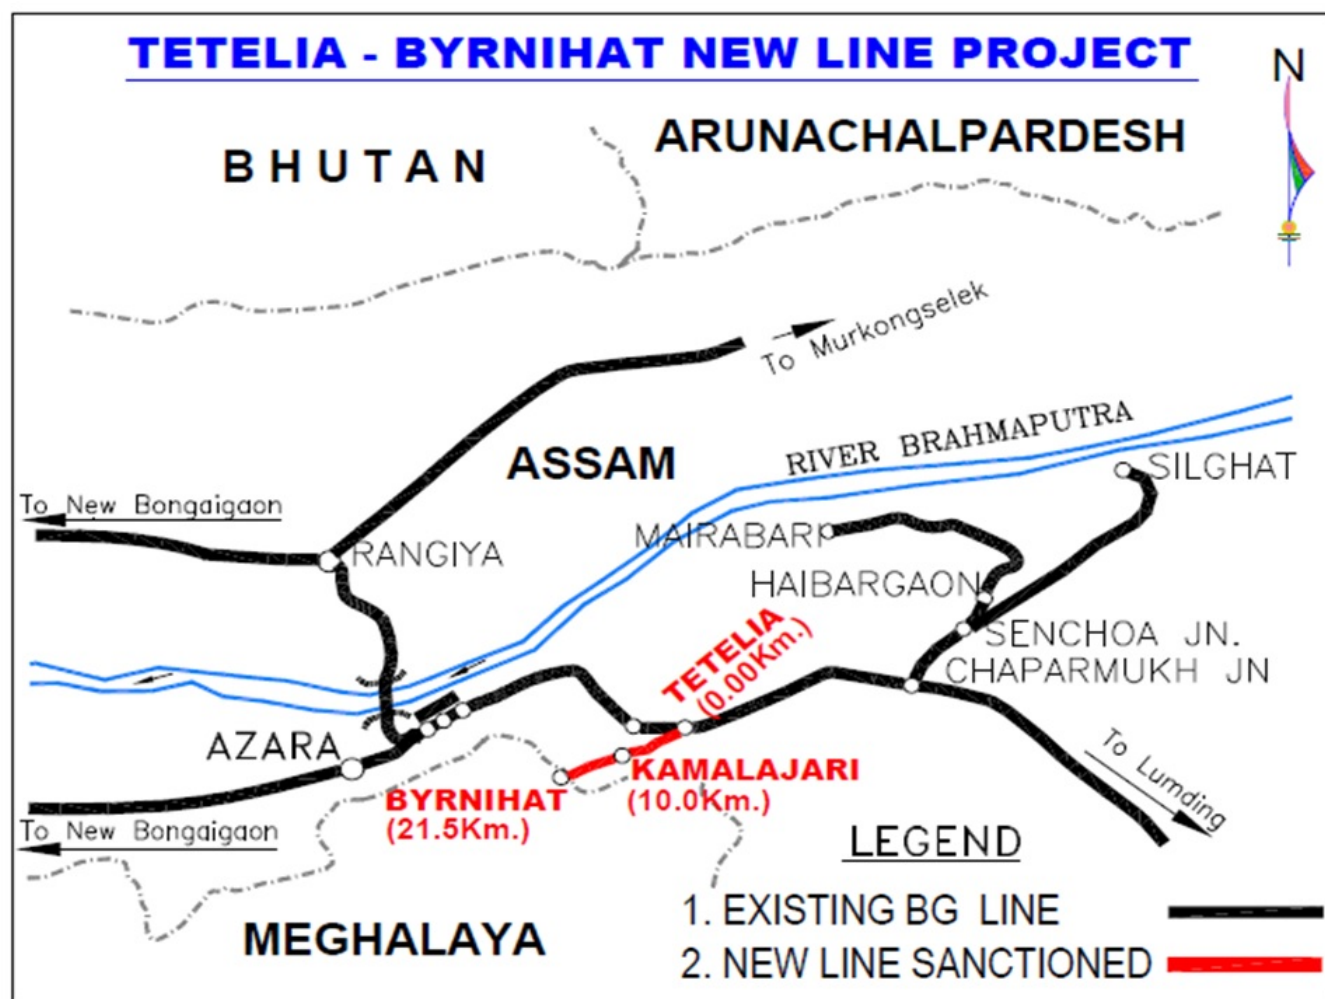 TETELIA - BYRNIHAT NEW LINE PROJECT
N
ARUNACHALPARDESH
BHUTAN
To Murkongselek
RIVER BRAHMAPUTRA
ASSAM
SILGHAT
To New Bongaigaon
MAIRABARI
RANGIYA
HAIBARGAON
TETELIA
(0.00Km.)
SENCHOA JN.
CHAPARMUKH JN
AZARA
To Lumding
KAMALAJARI
(10.0Km.)
BYRNIHAT
(21.5Km.)
To New Bongaigaon
LEGEND
1. EXISTING BG LINE
MEGHALAYA
2. NEW LINE SANCTIONED